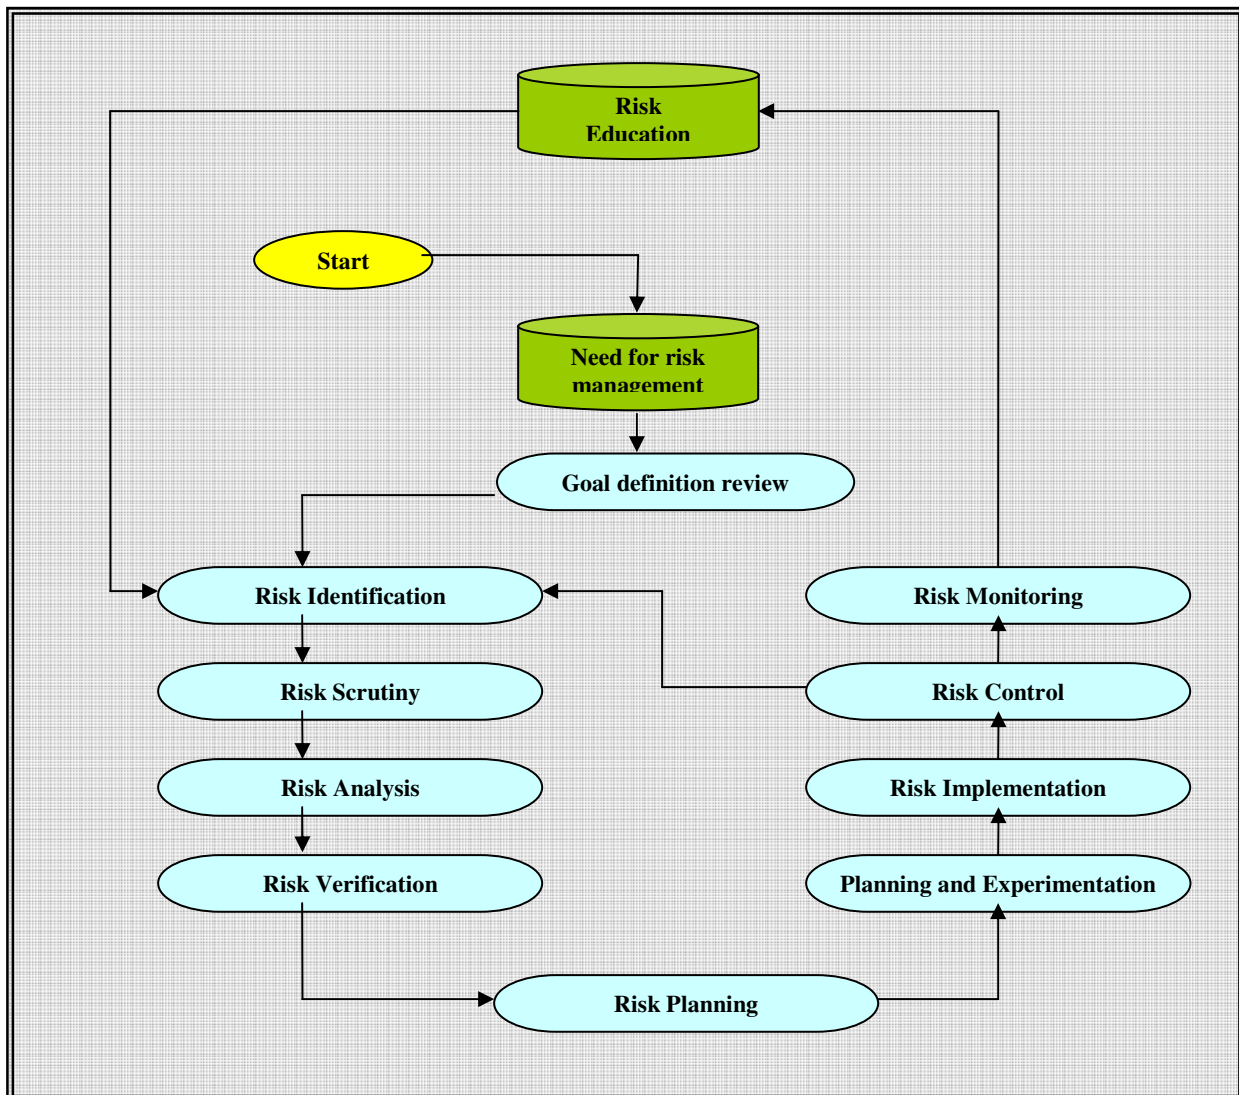 Risk
Education
Start
Need for risk
management
Goal definition review
Risk Identification
Risk Monitoring
Risk Scrutiny
Risk Control
Risk Analysis
Risk Implementation
Risk Verification
Planning and Experimentation
Risk Planning